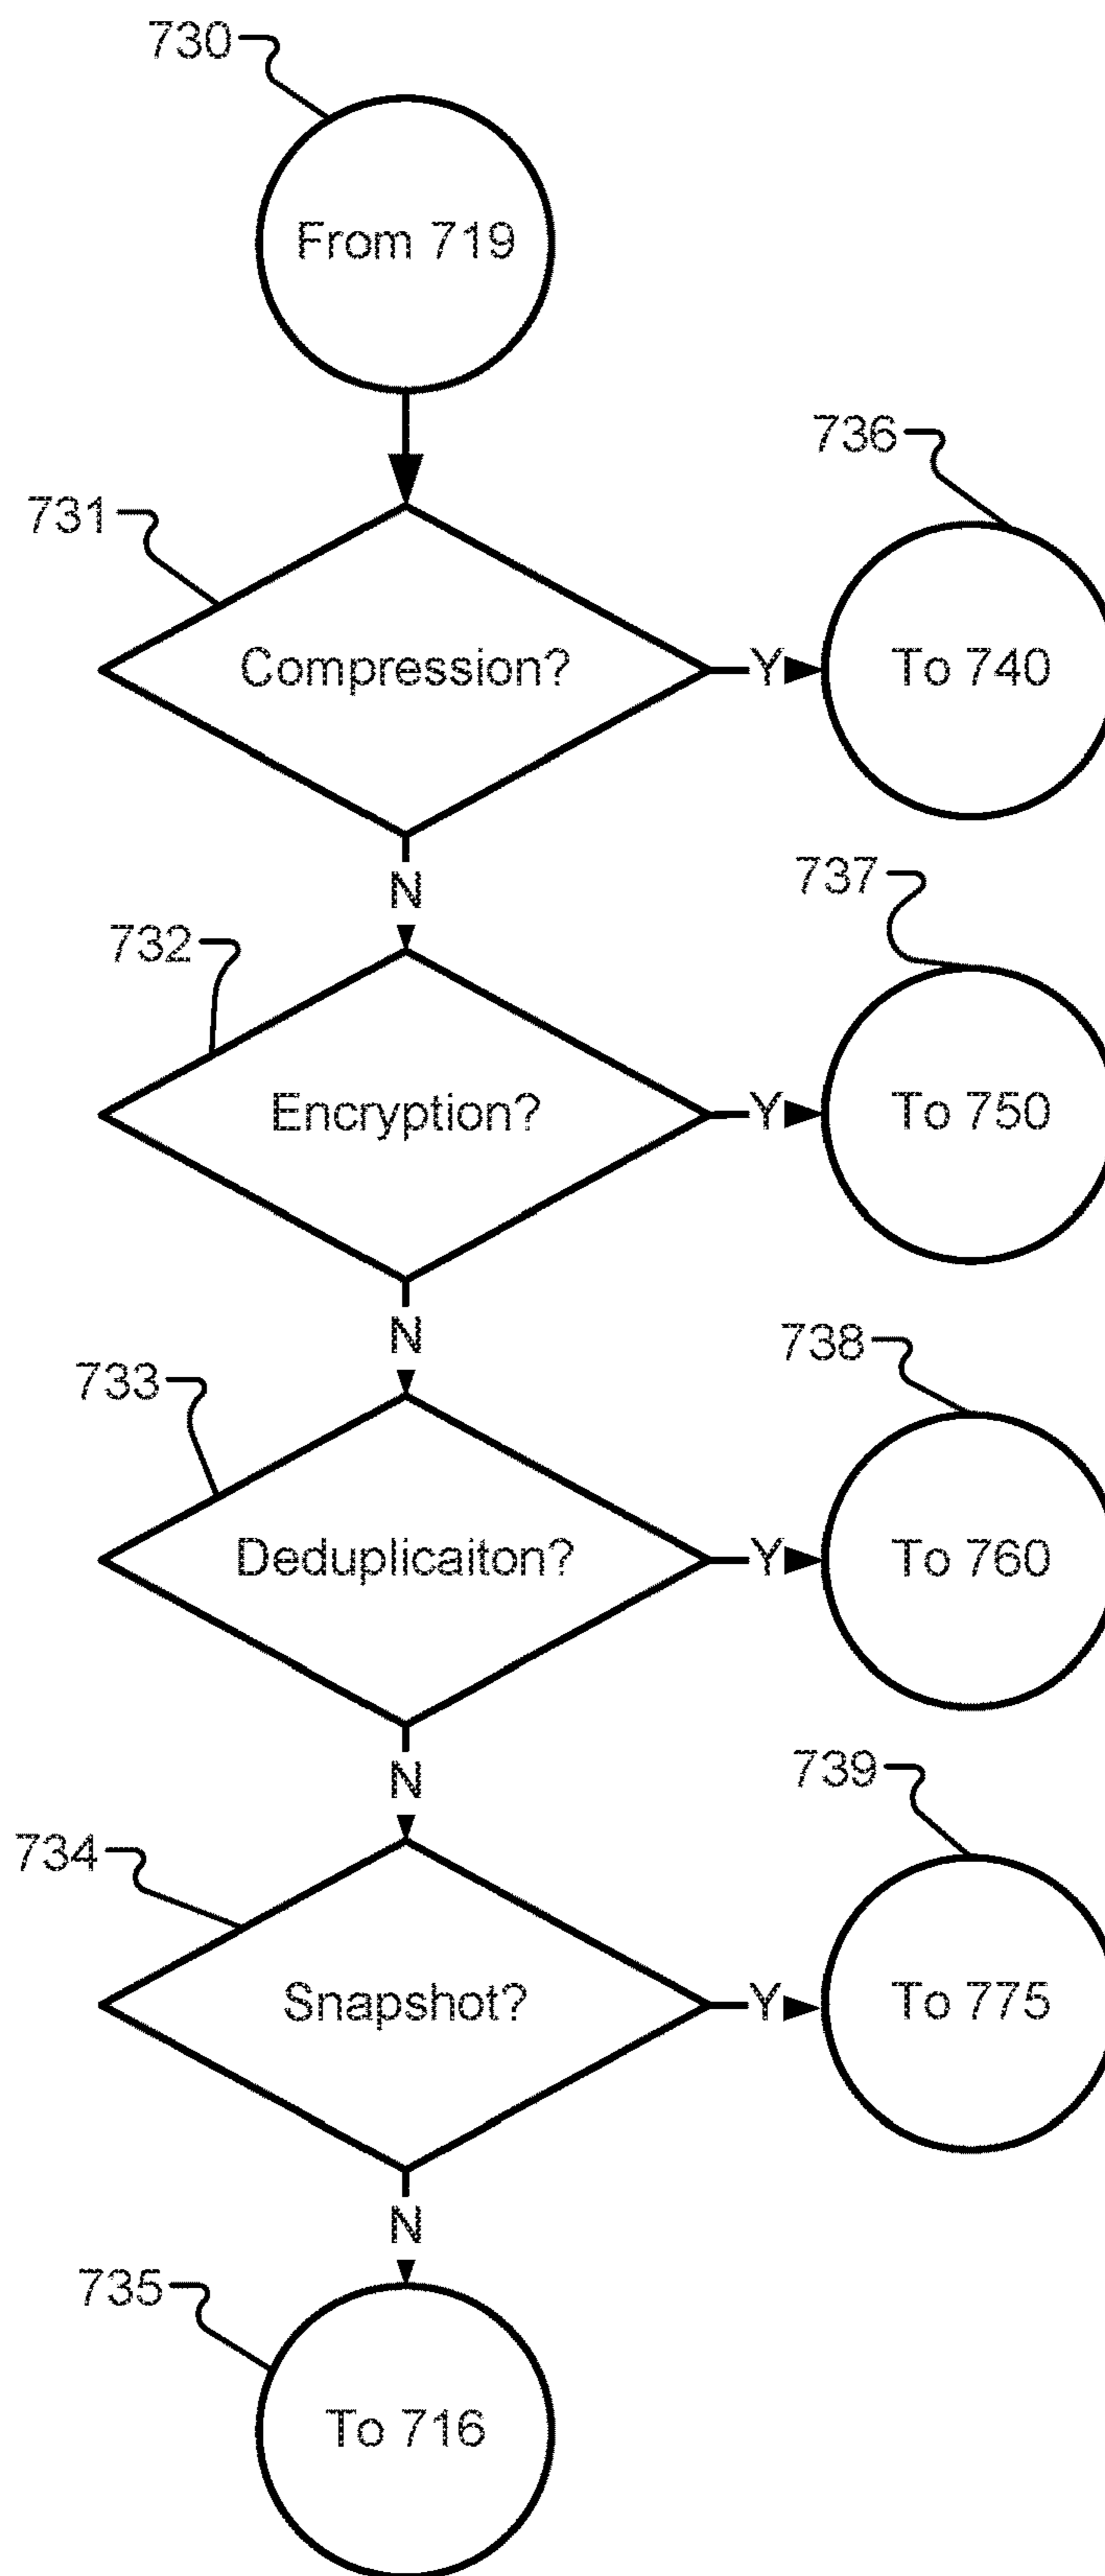 730
From 719
736
731
Compression?
Y
To 740
N
737
732
Encryption?
Y
To 750
N
738
733
Deduplicaiton?
Y
To 760
N
739
734
Snapshot?
Y
To 775
N
735
To 716